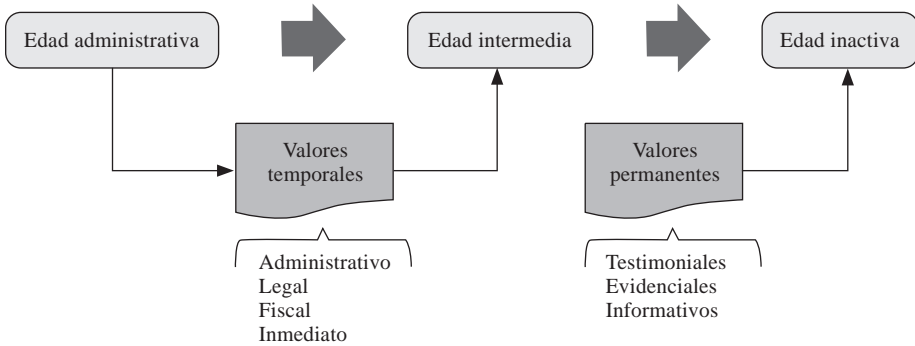 Edad administrativa
Edad intermedia
Edad inactiva
Valores
temporales
Valores
permanentes
Administrativo
Legal
Fiscal
Inmediato
Testimoniales
Evidenciales
Informativos